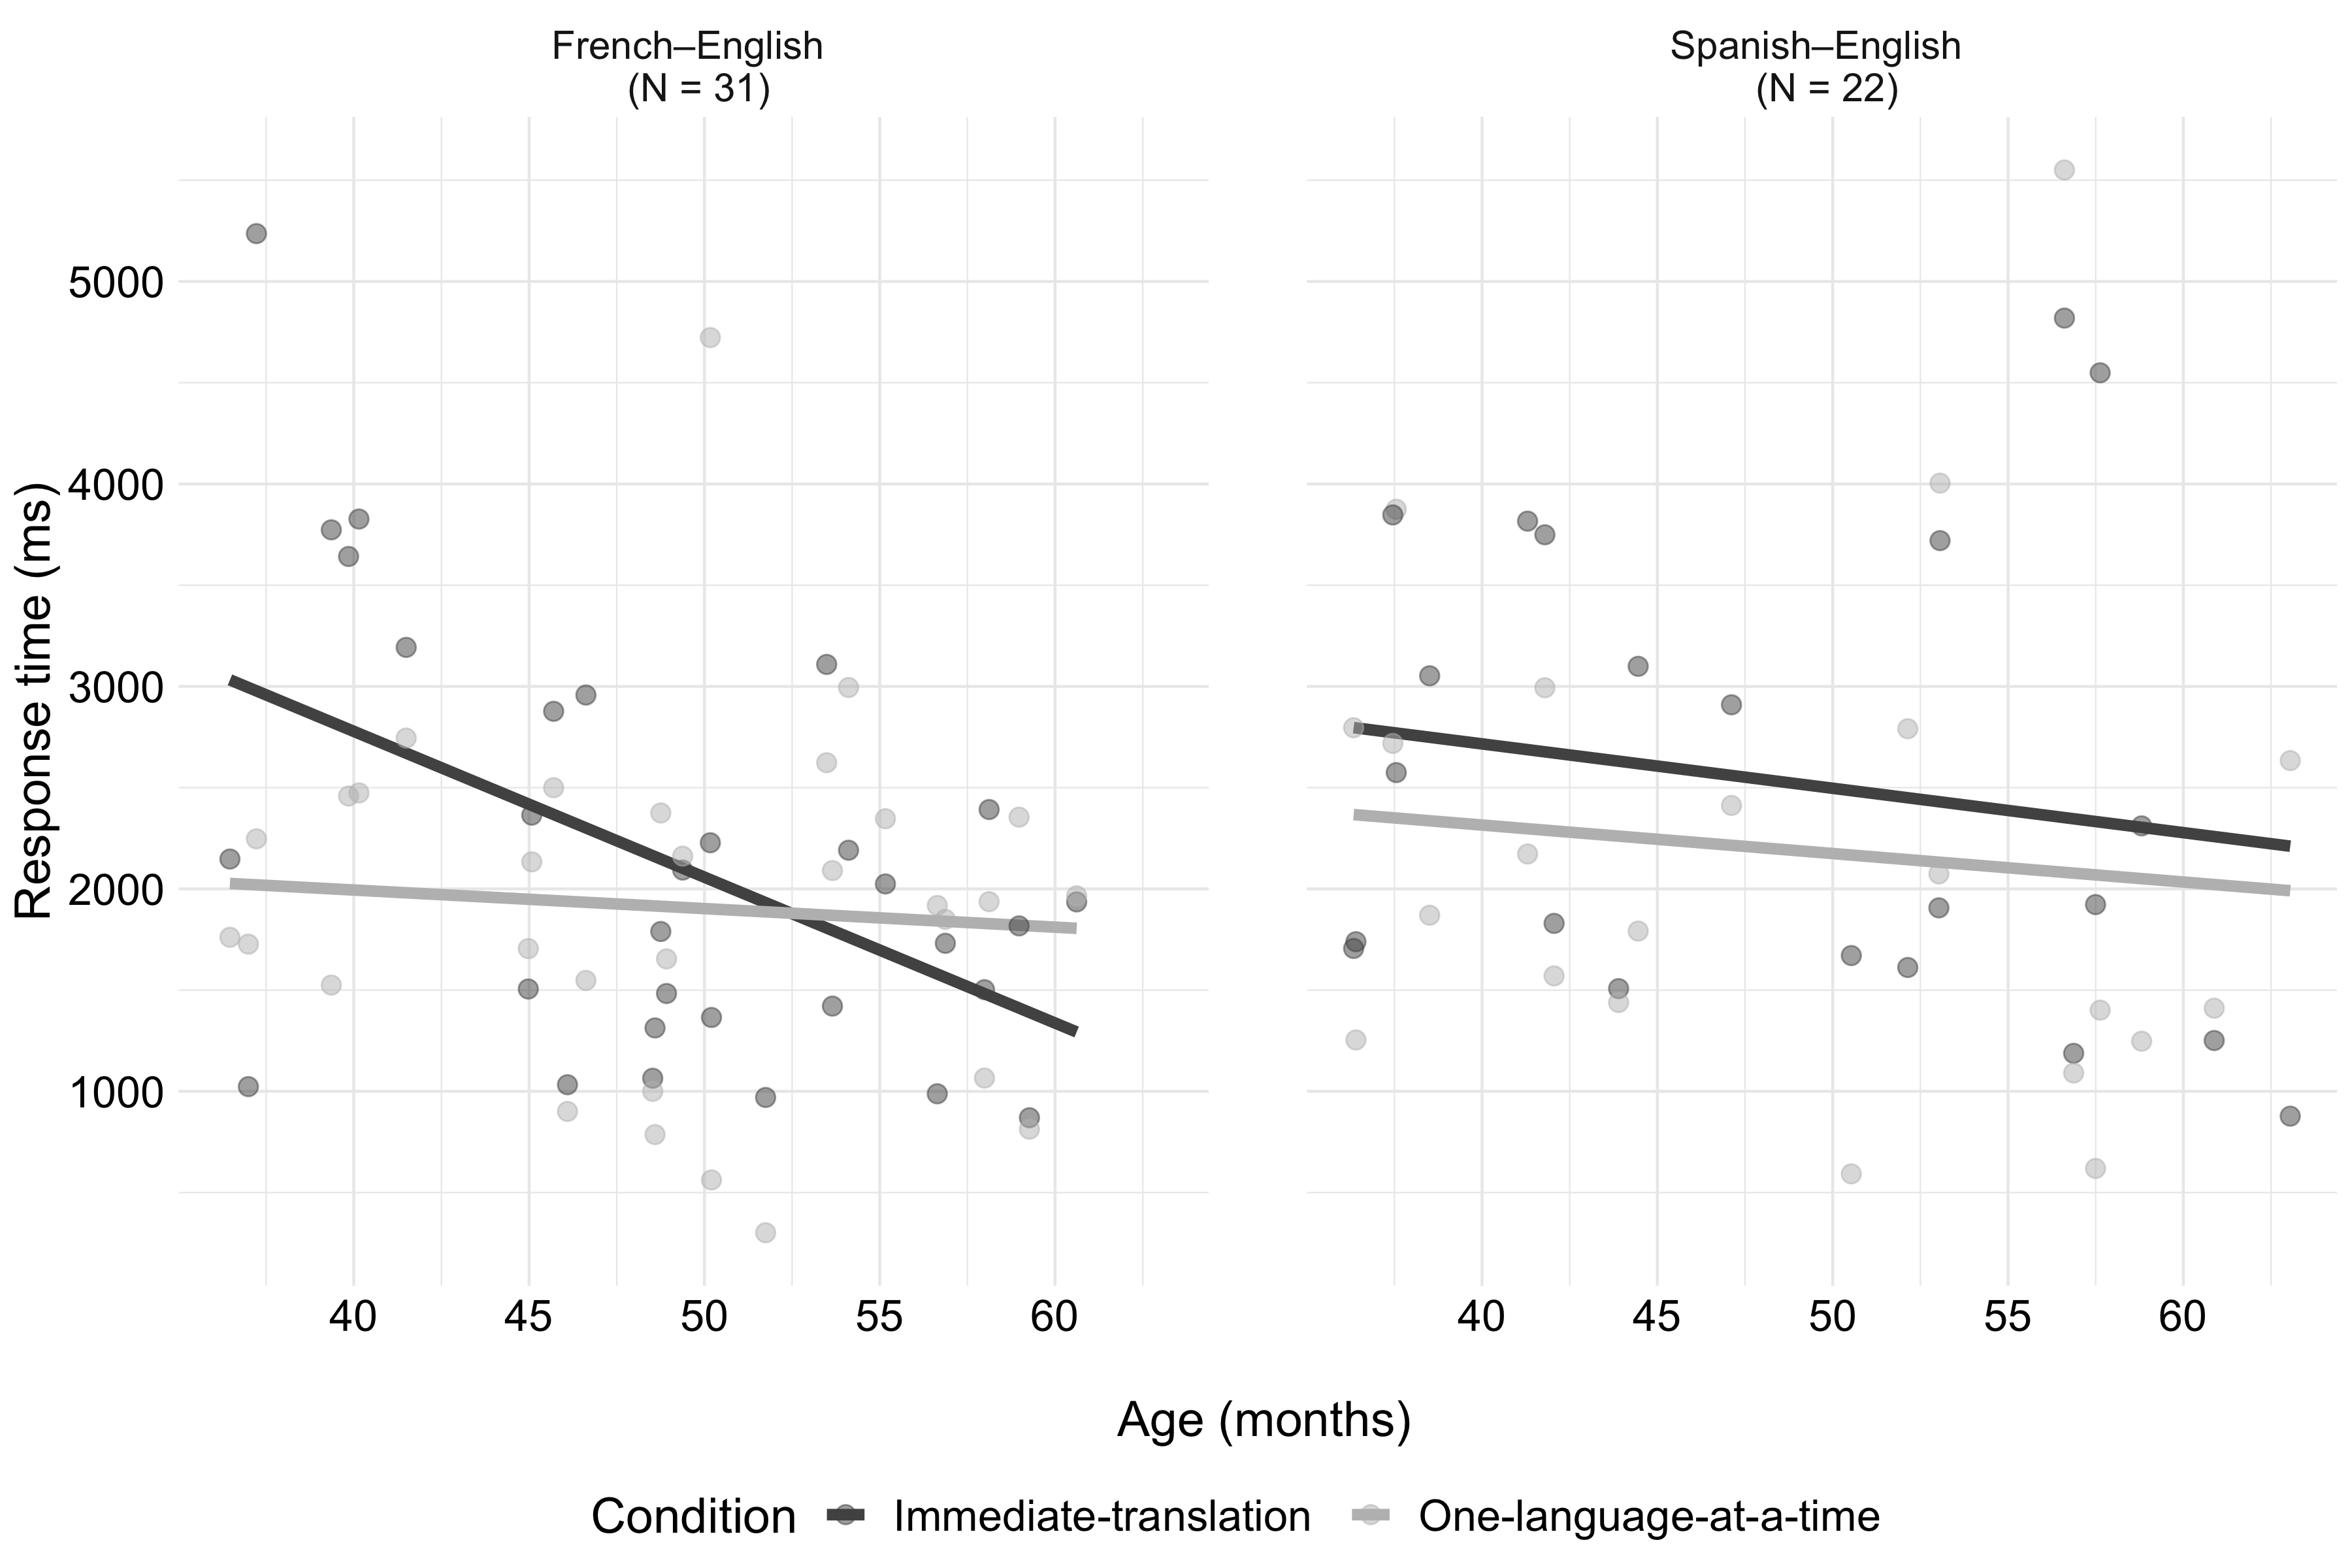 French–English
(N = 31)
Spanish–English
(N = 22)
Response time (ms)
5000
4000
3000
2000
1000
40 45 50 55 60
40 45 50 55 60
Age (months)
Condition Immediate-translation One-language-at-a-time